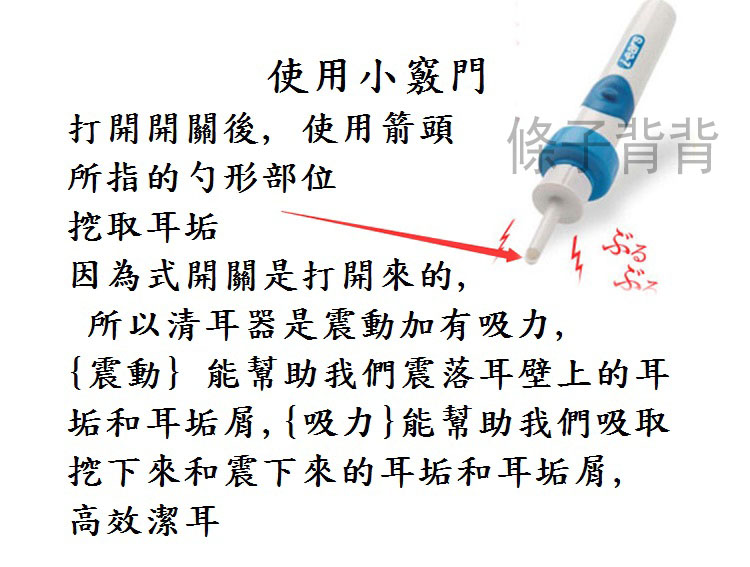 使用小竅門
打開開關後，使用箭頭
所指的勺形部位
挖取耳垢
因為式開關是打開來的，
所以清耳器是震動加有吸力，
{震動} 能幫助我們震落耳壁上的耳
垢和耳垢屑，{吸力}能幫助我們吸取
挖下來和震下來的耳垢和耳垢屑，
高效潔耳
條子背背
ぶる
ぶる